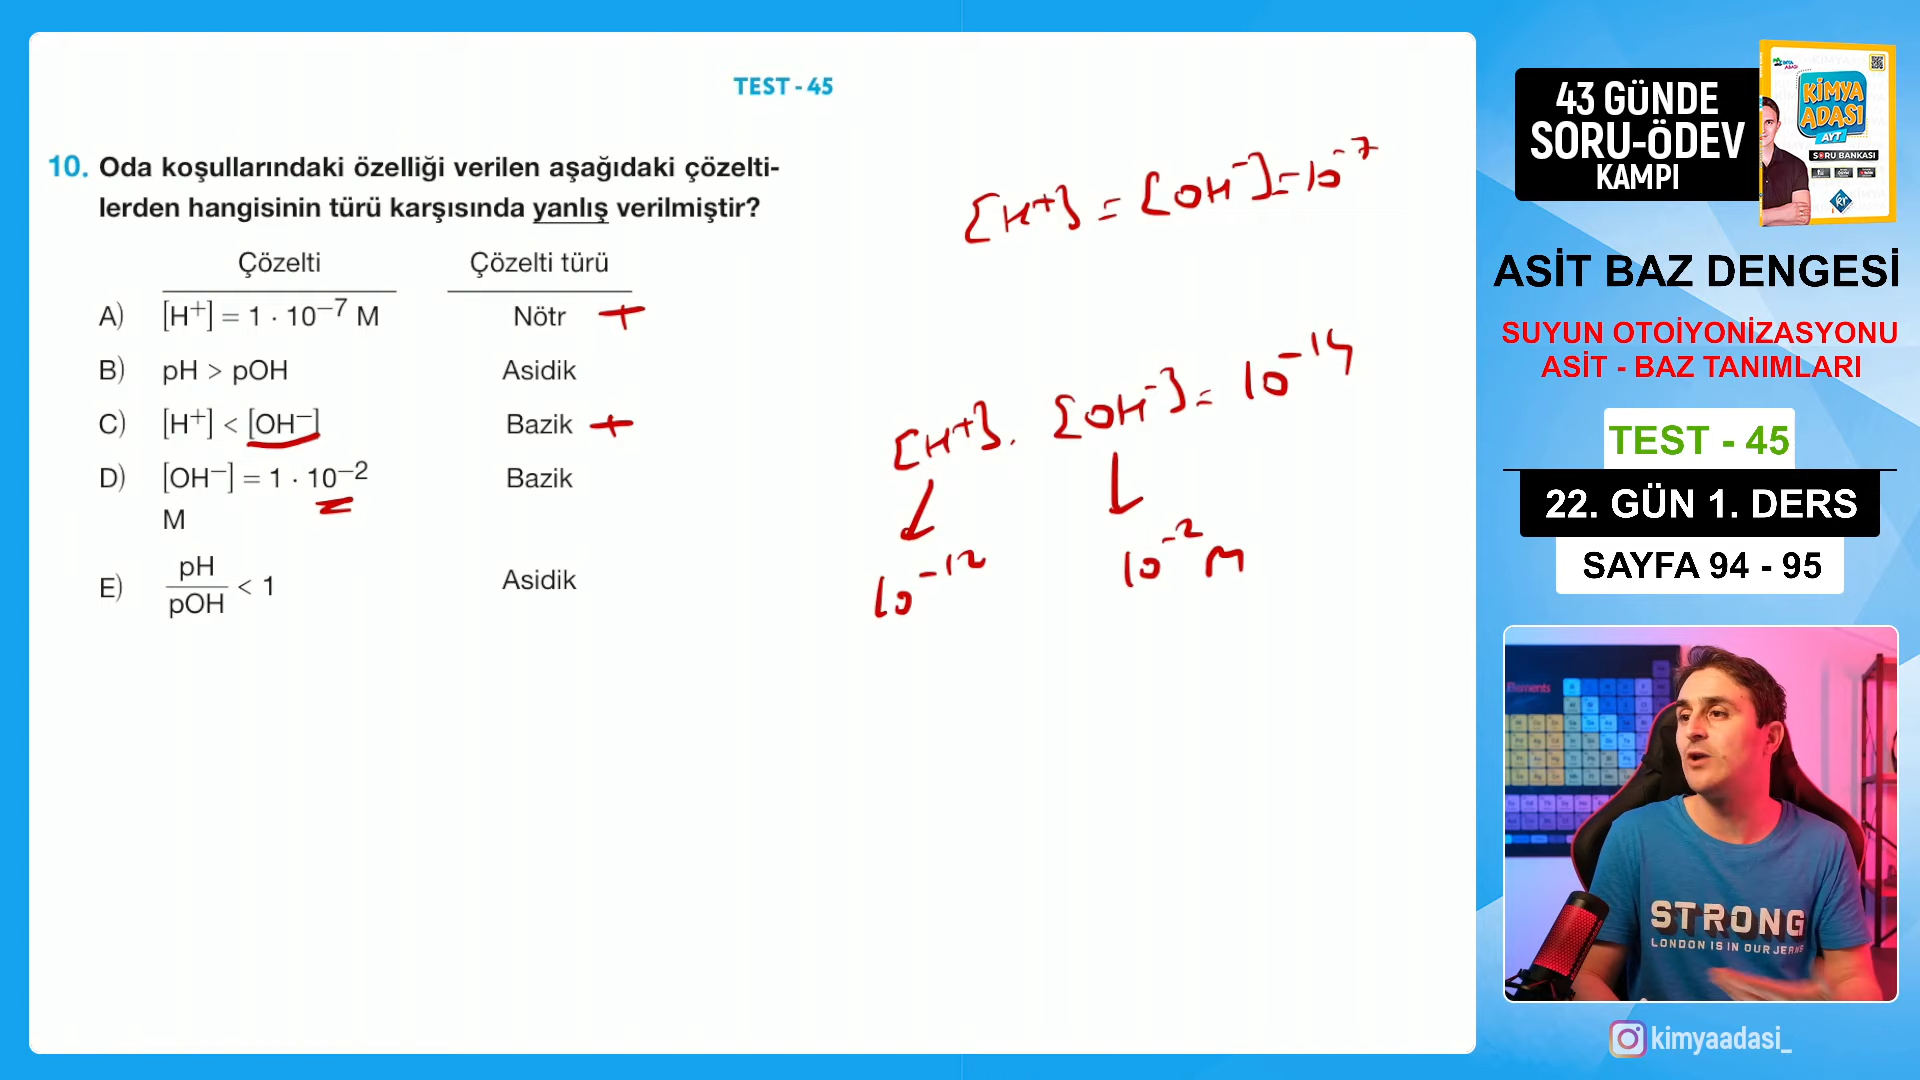 TEST - 45
10. Oda koşullarındaki özelliği verilen aşağıdaki çözelti-
lerden hangisinin türü karşısında yanlış verilmiştir?
Çözelti Çözelti türü
A) [H⁺] = 1 · 10⁻⁷ M Nötr +
B) pH > pOH Asidik
C) [H⁺] < [OH⁻] Bazik +
D) [OH⁻] = 1 · 10⁻²
M Bazik
E) pH/pOH < 1 Asidik
[H⁺] = [OH⁻] = 10⁻⁷
[H⁺] . [OH⁻] = 10⁻¹⁴
10⁻¹² 10⁻² M
43 GÜNDE
SORU-ÖDEV
KAMPI
KİMYA
ADASI
AYT
SORU BANKASI
kr
ASİT BAZ DENGESİ
SUYUN OTOİYONİZASYONU
ASİT - BAZ TANIMLARI
TEST - 45
22. GÜN 1. DERS
SAYFA 94 - 95
STRONG
LONDON IS IN OUR JEANS
kimyaadasi_